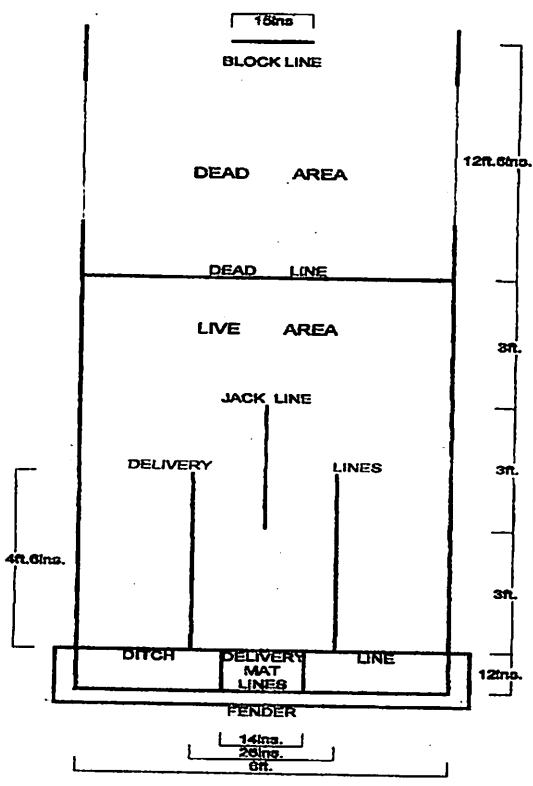 15ins
BLOCK LINE
DEAD AREA
12ft.6ins.
DEAD LINE
LIVE AREA
3ft.
JACK LINE
DELIVERY LINES
3ft.
4ft.6ins.
3ft.
DITCH LINE
DELIVERY
MAT
LINES
12ins.
FENDER
14ins.
26ins.
6ft.